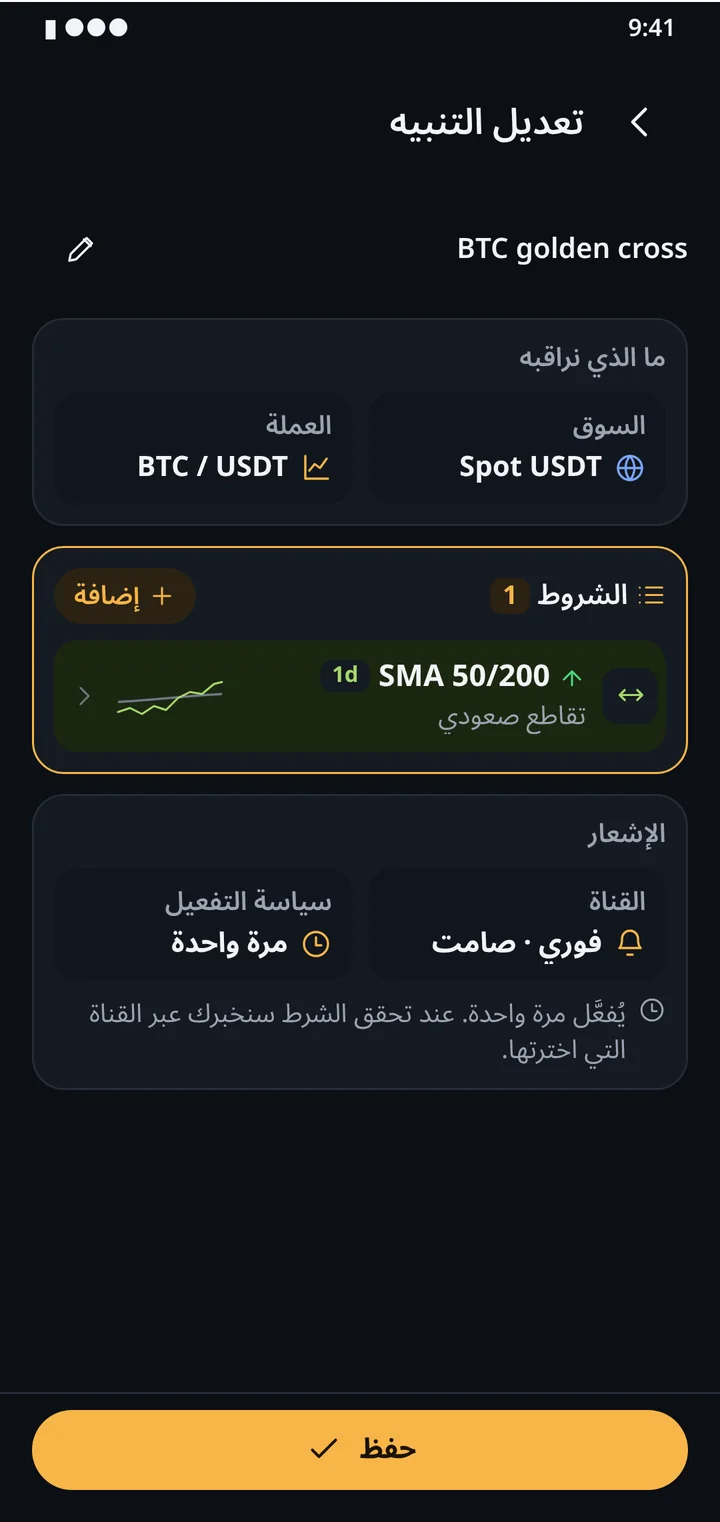 9:41
تعديل التنبيه
BTC golden cross
ما الذي نراقبه
السوق
Spot USDT
العملة
BTC / USDT
الشروط 1
إضافة
SMA 50/200 1d
تقاطع صعودي
الإشعار
القناة
فوري · صامت
سياسة التفعيل
مرة واحدة
يُفعَّل مرة واحدة. عند تحقق الشرط سنخبرك عبر القناة
التي اخترتها.
حفظ